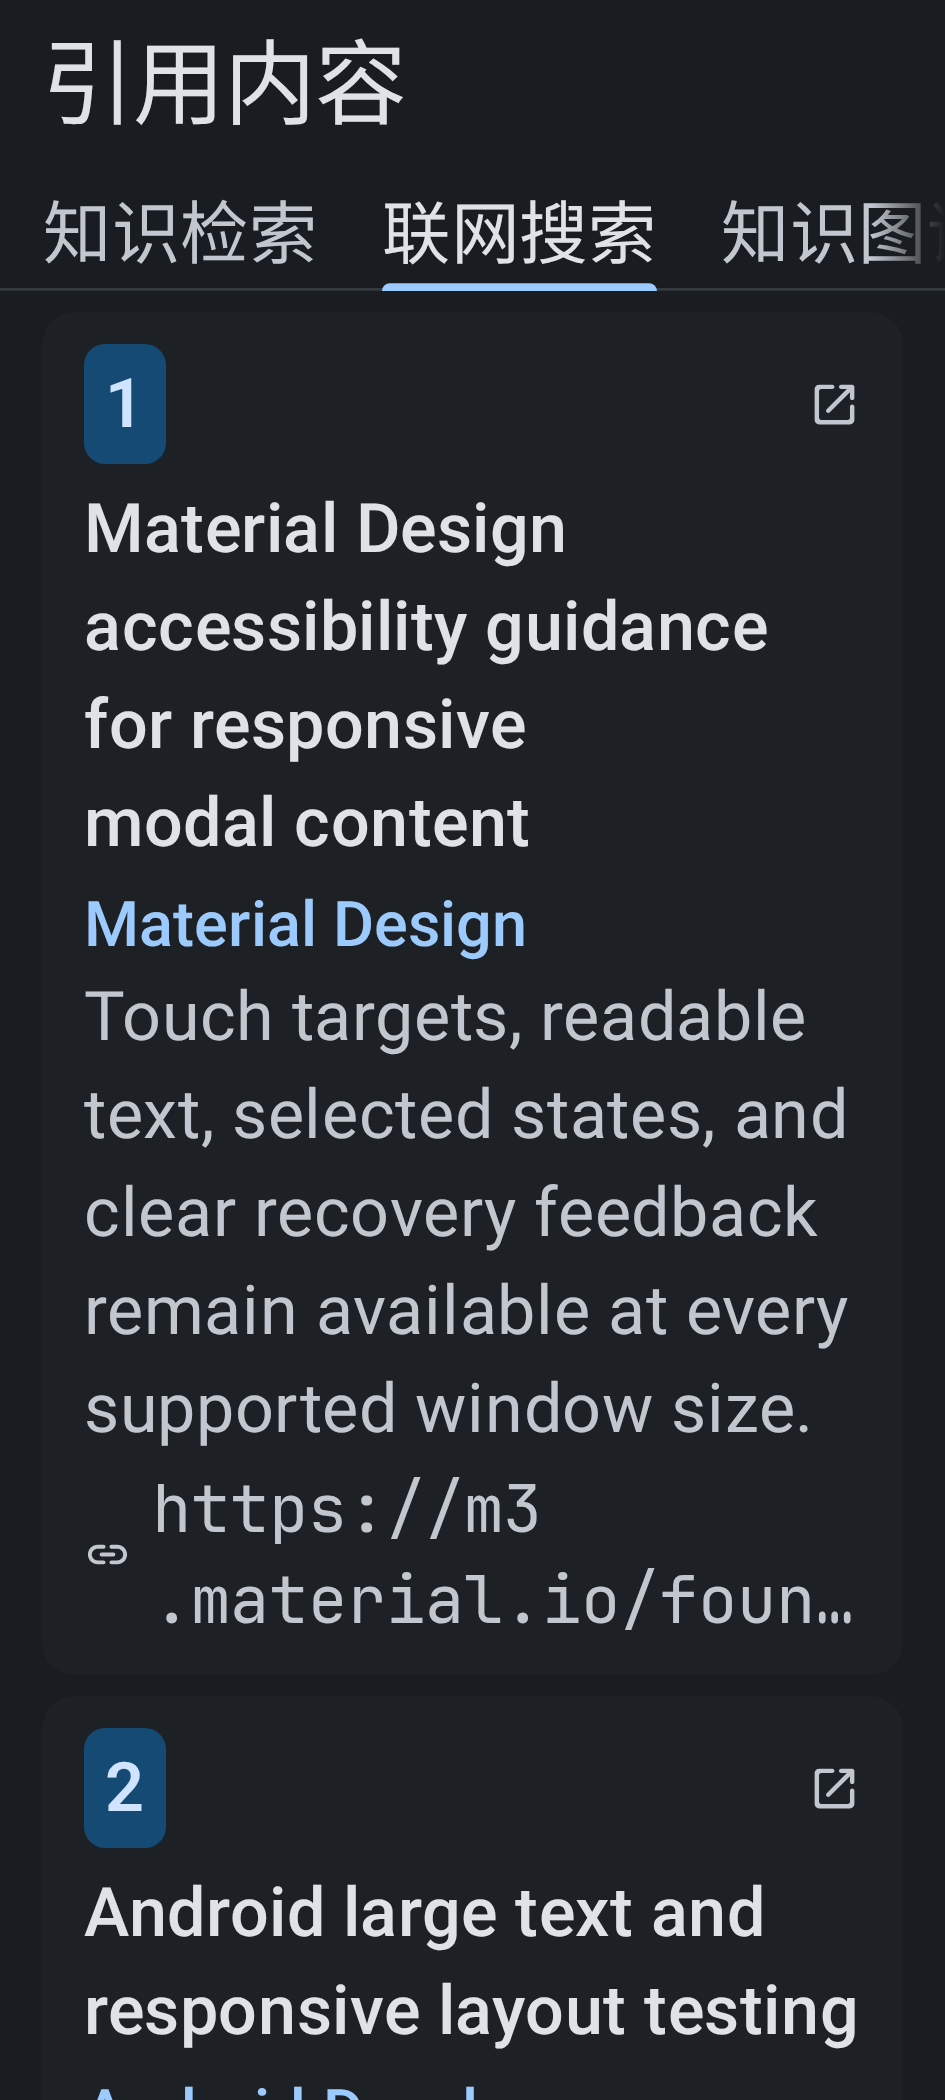 引用内容
知识检索 联网搜索 知识图
1
Material Design
accessibility guidance
for responsive
modal content
Material Design
Touch targets, readable
text, selected states, and
clear recovery feedback
remain available at every
supported window size.
https://m3
.material.io/foun…
2
Android large text and
responsive layout testing